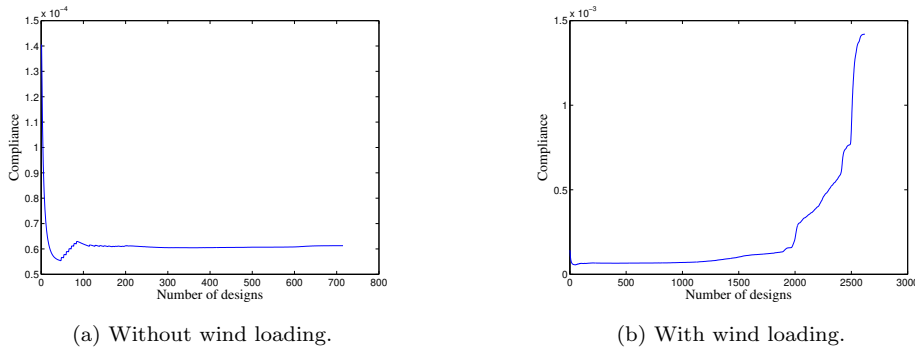 x 10⁻⁴
1.5
1.4
1.3
1.2
1.1
1
0.9
0.8
0.7
0.6
0.5
Compliance
0 100 200 300 400 500 600 700 800
Number of designs
(a) Without wind loading.
x 10⁻³
1.5
1
0.5
0
Compliance
0 500 1000 1500 2000 2500 3000
Number of designs
(b) With wind loading.